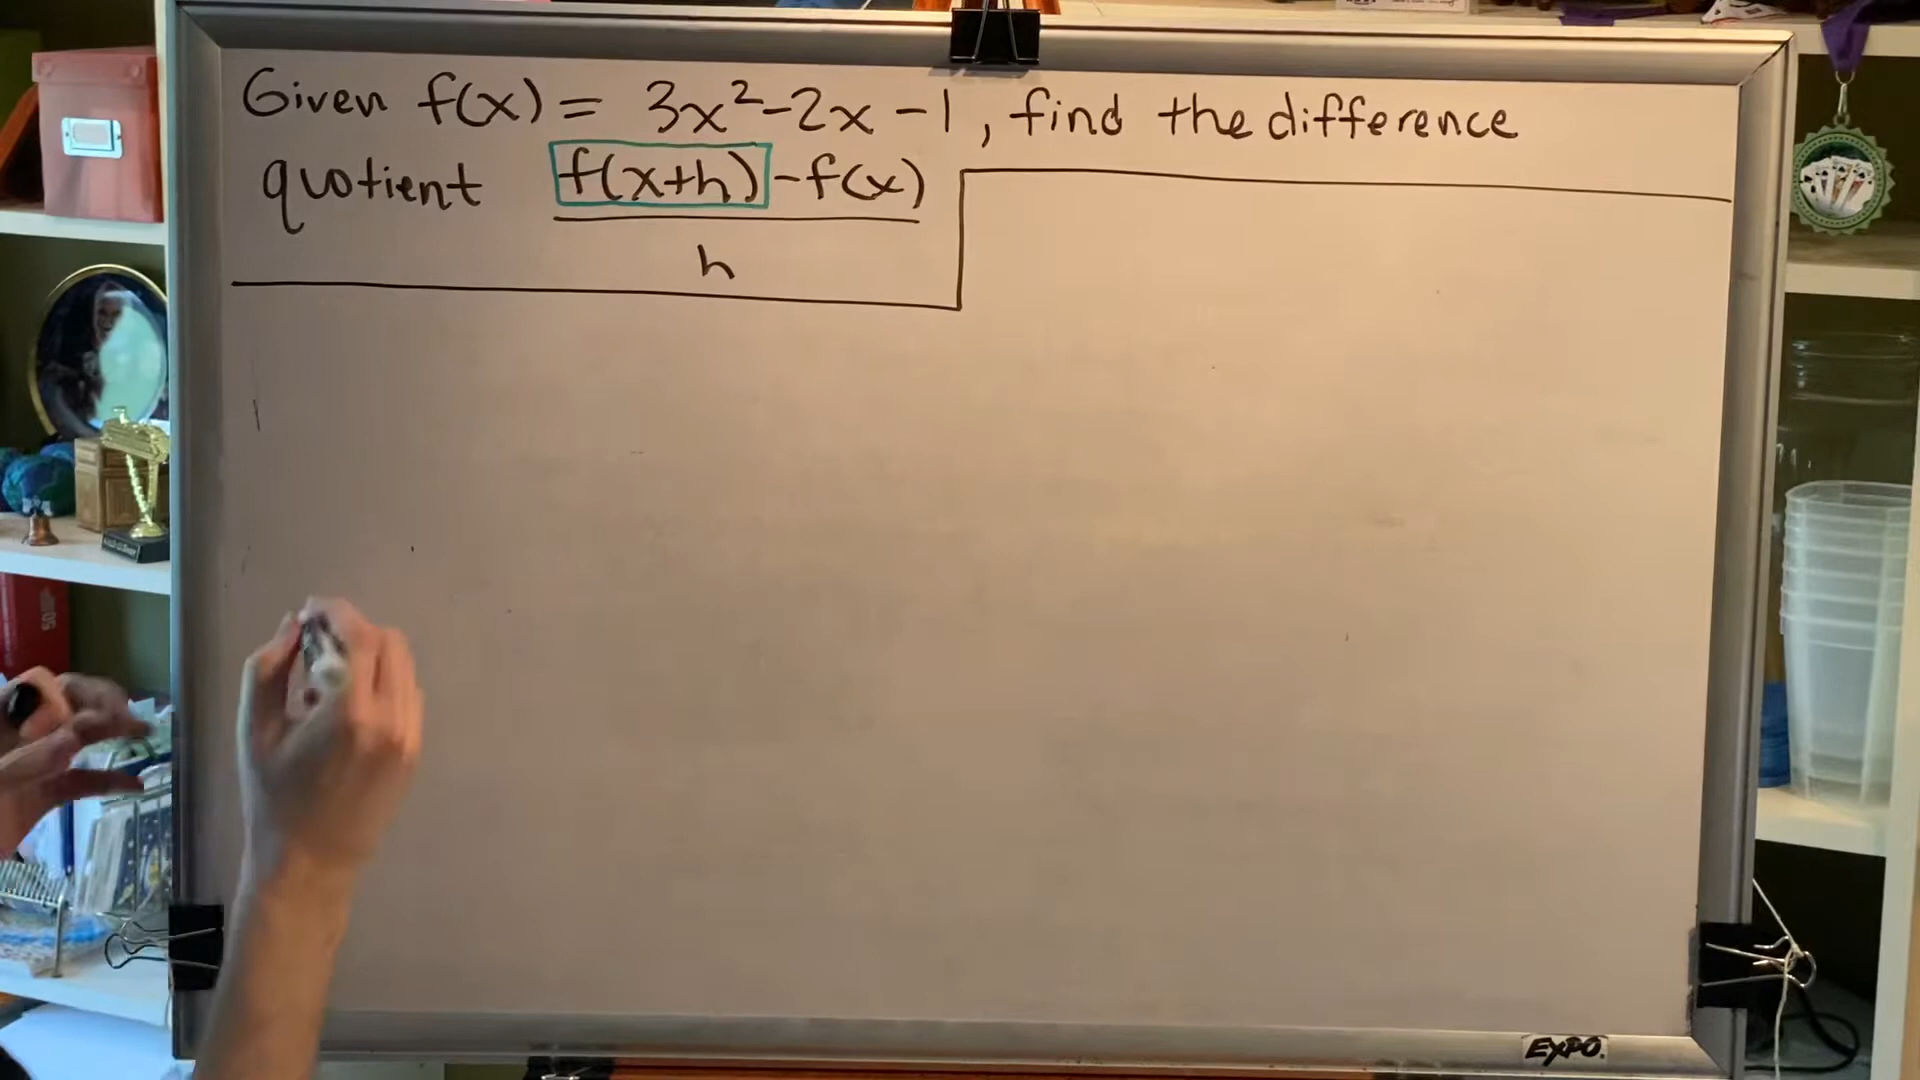 Given f(x) = 3x²-2x-1, find the difference
quotient f(x+h)-f(x)
h
EXPO.